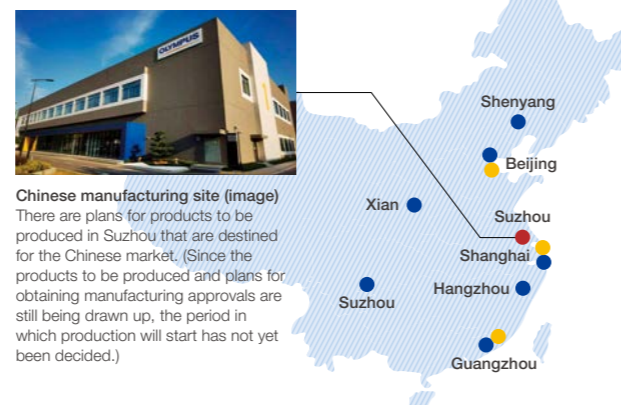 OLYMPUS
Chinese manufacturing site (image)
There are plans for products to be
produced in Suzhou that are destined
for the Chinese market. (Since the
products to be produced and plans for
obtaining manufacturing approvals are
still being drawn up, the period in
which production will start has not yet
been decided.)
Shenyang
Beijing
Xian
Suzhou
Shanghai
Suzhou
Hangzhou
Guangzhou